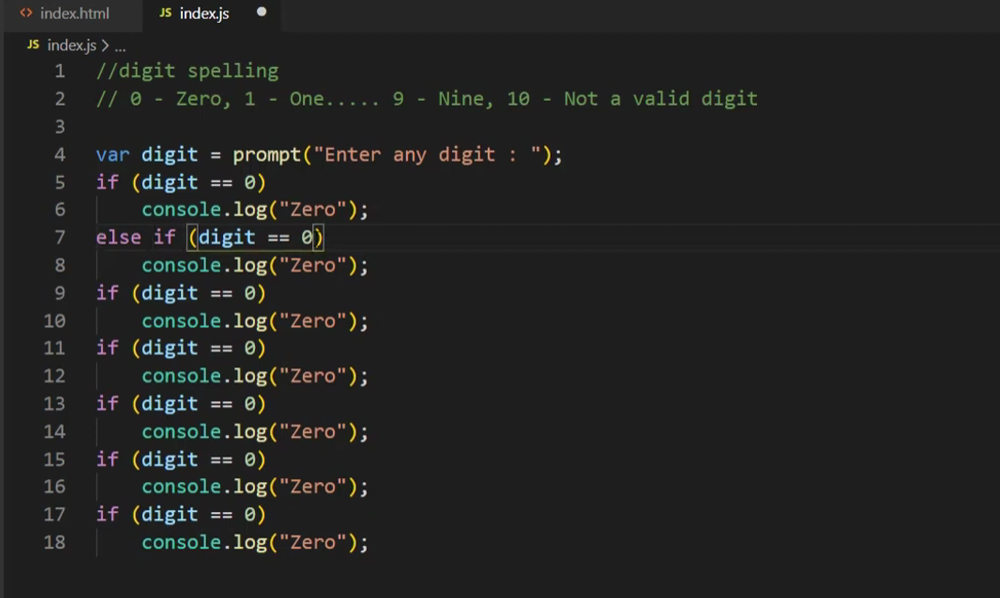 <> index.html JS index.js ●
JS index.js > ...
1 //digit spelling
2 // 0 - Zero, 1 - One..... 9 - Nine, 10 - Not a valid digit
3
4 var digit = prompt("Enter any digit : ");
5 if (digit == 0)
6 console.log("Zero");
7 else if (digit == 0)
8 console.log("Zero");
9 if (digit == 0)
10 console.log("Zero");
11 if (digit == 0)
12 console.log("Zero");
13 if (digit == 0)
14 console.log("Zero");
15 if (digit == 0)
16 console.log("Zero");
17 if (digit == 0)
18 console.log("Zero");